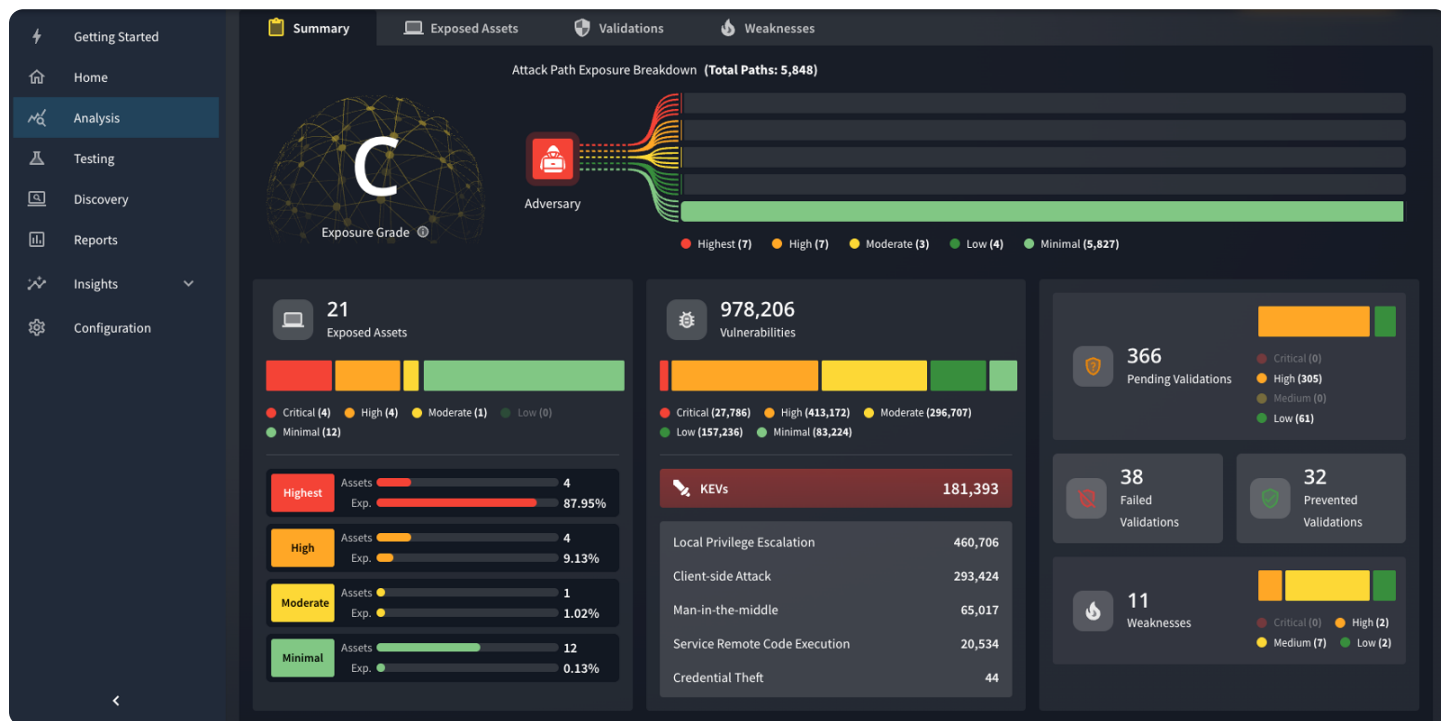 Getting Started
Home
Analysis
Testing
Discovery
Reports
Insights
Configuration
Summary
Exposed Assets
Validations
Weaknesses
Attack Path Exposure Breakdown (Total Paths: 5,848)
C
Exposure Grade
Adversary
Highest (7) High (7) Moderate (3) Low (4) Minimal (5,827)
21
Exposed Assets
Critical (4) High (4) Moderate (1) Low (0)
Minimal (12)
Highest
Assets 4
Exp. 87.95%
High
Assets 4
Exp. 9.13%
Moderate
Assets 1
Exp. 1.02%
Minimal
Assets 12
Exp. 0.13%
978,206
Vulnerabilities
Critical (27,786) High (413,172) Moderate (296,707)
Low (157,236) Minimal (83,224)
KEVs 181,393
Local Privilege Escalation 460,706
Client-side Attack 293,424
Man-in-the-middle 65,017
Service Remote Code Execution 20,534
Credential Theft 44
366
Pending Validations
Critical (0)
High (305)
Medium (0)
Low (61)
38
Failed
Validations
32
Prevented
Validations
11
Weaknesses
Critical (0) High (2)
Medium (7) Low (2)